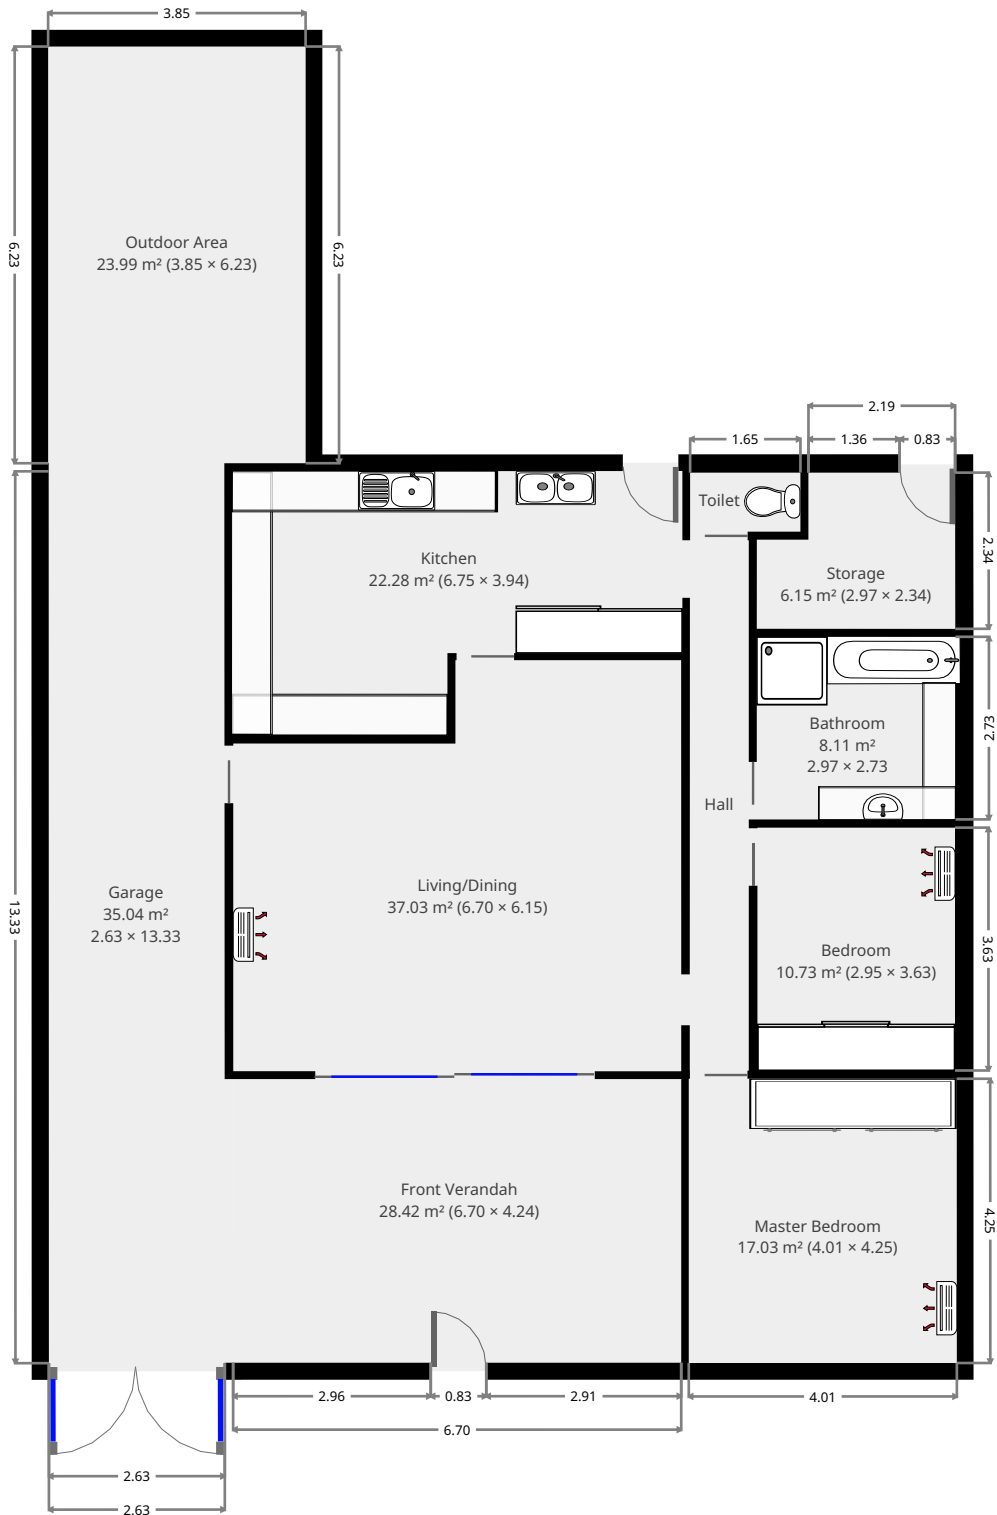 3.85
6.23
6.23
Outdoor Area
23.99 m² (3.85 × 6.23)
2.19
1.65
1.36
0.83
Toilet
Kitchen
22.28 m² (6.75 × 3.94)
Storage
6.15 m² (2.97 × 2.34)
2.34
Bathroom
8.11 m²
2.97 × 2.73
2.73
Hall
Garage
35.04 m²
2.63 × 13.33
13.33
Living/Dining
37.03 m² (6.70 × 6.15)
Bedroom
10.73 m² (2.95 × 3.63)
3.63
Front Verandah
28.42 m² (6.70 × 4.24)
Master Bedroom
17.03 m² (4.01 × 4.25)
4.25
2.96
0.83
2.91
4.01
6.70
2.63
2.63